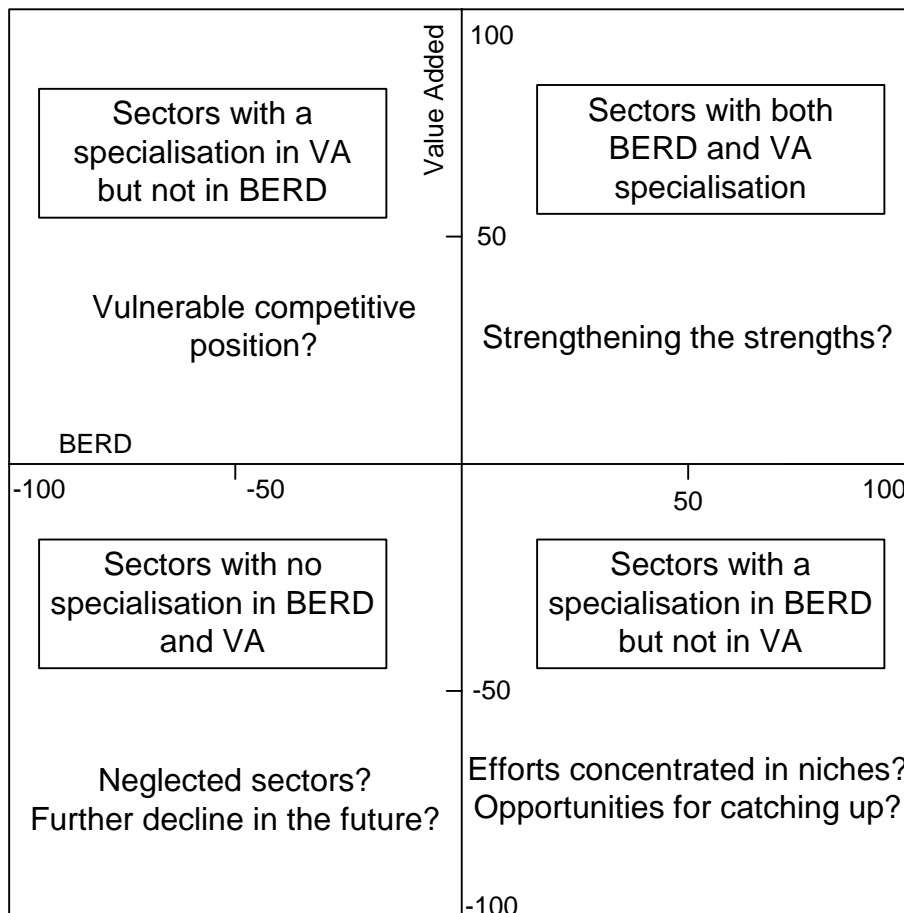 Value Added
100
Sectors with a
specialisation in VA
but not in BERD
Sectors with both
BERD and VA
specialisation
50
Vulnerable competitive
position?
Strengthening the strengths?
BERD
-100
-50
50
100
Sectors with no
specialisation in BERD
and VA
Sectors with a
specialisation in BERD
but not in VA
-50
Neglected sectors?
Further decline in the future?
Efforts concentrated in niches?
Opportunities for catching up?
-100